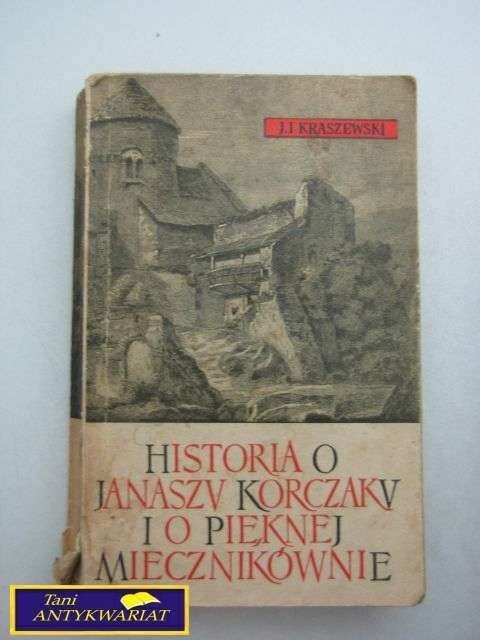 J.I KRASZEWSKI
HISTORIA O
JANASZV KORCZAKV
I O PIĘKNEJ
MIECZNIKÓWNIE
Tani
ANTYKWARIAT